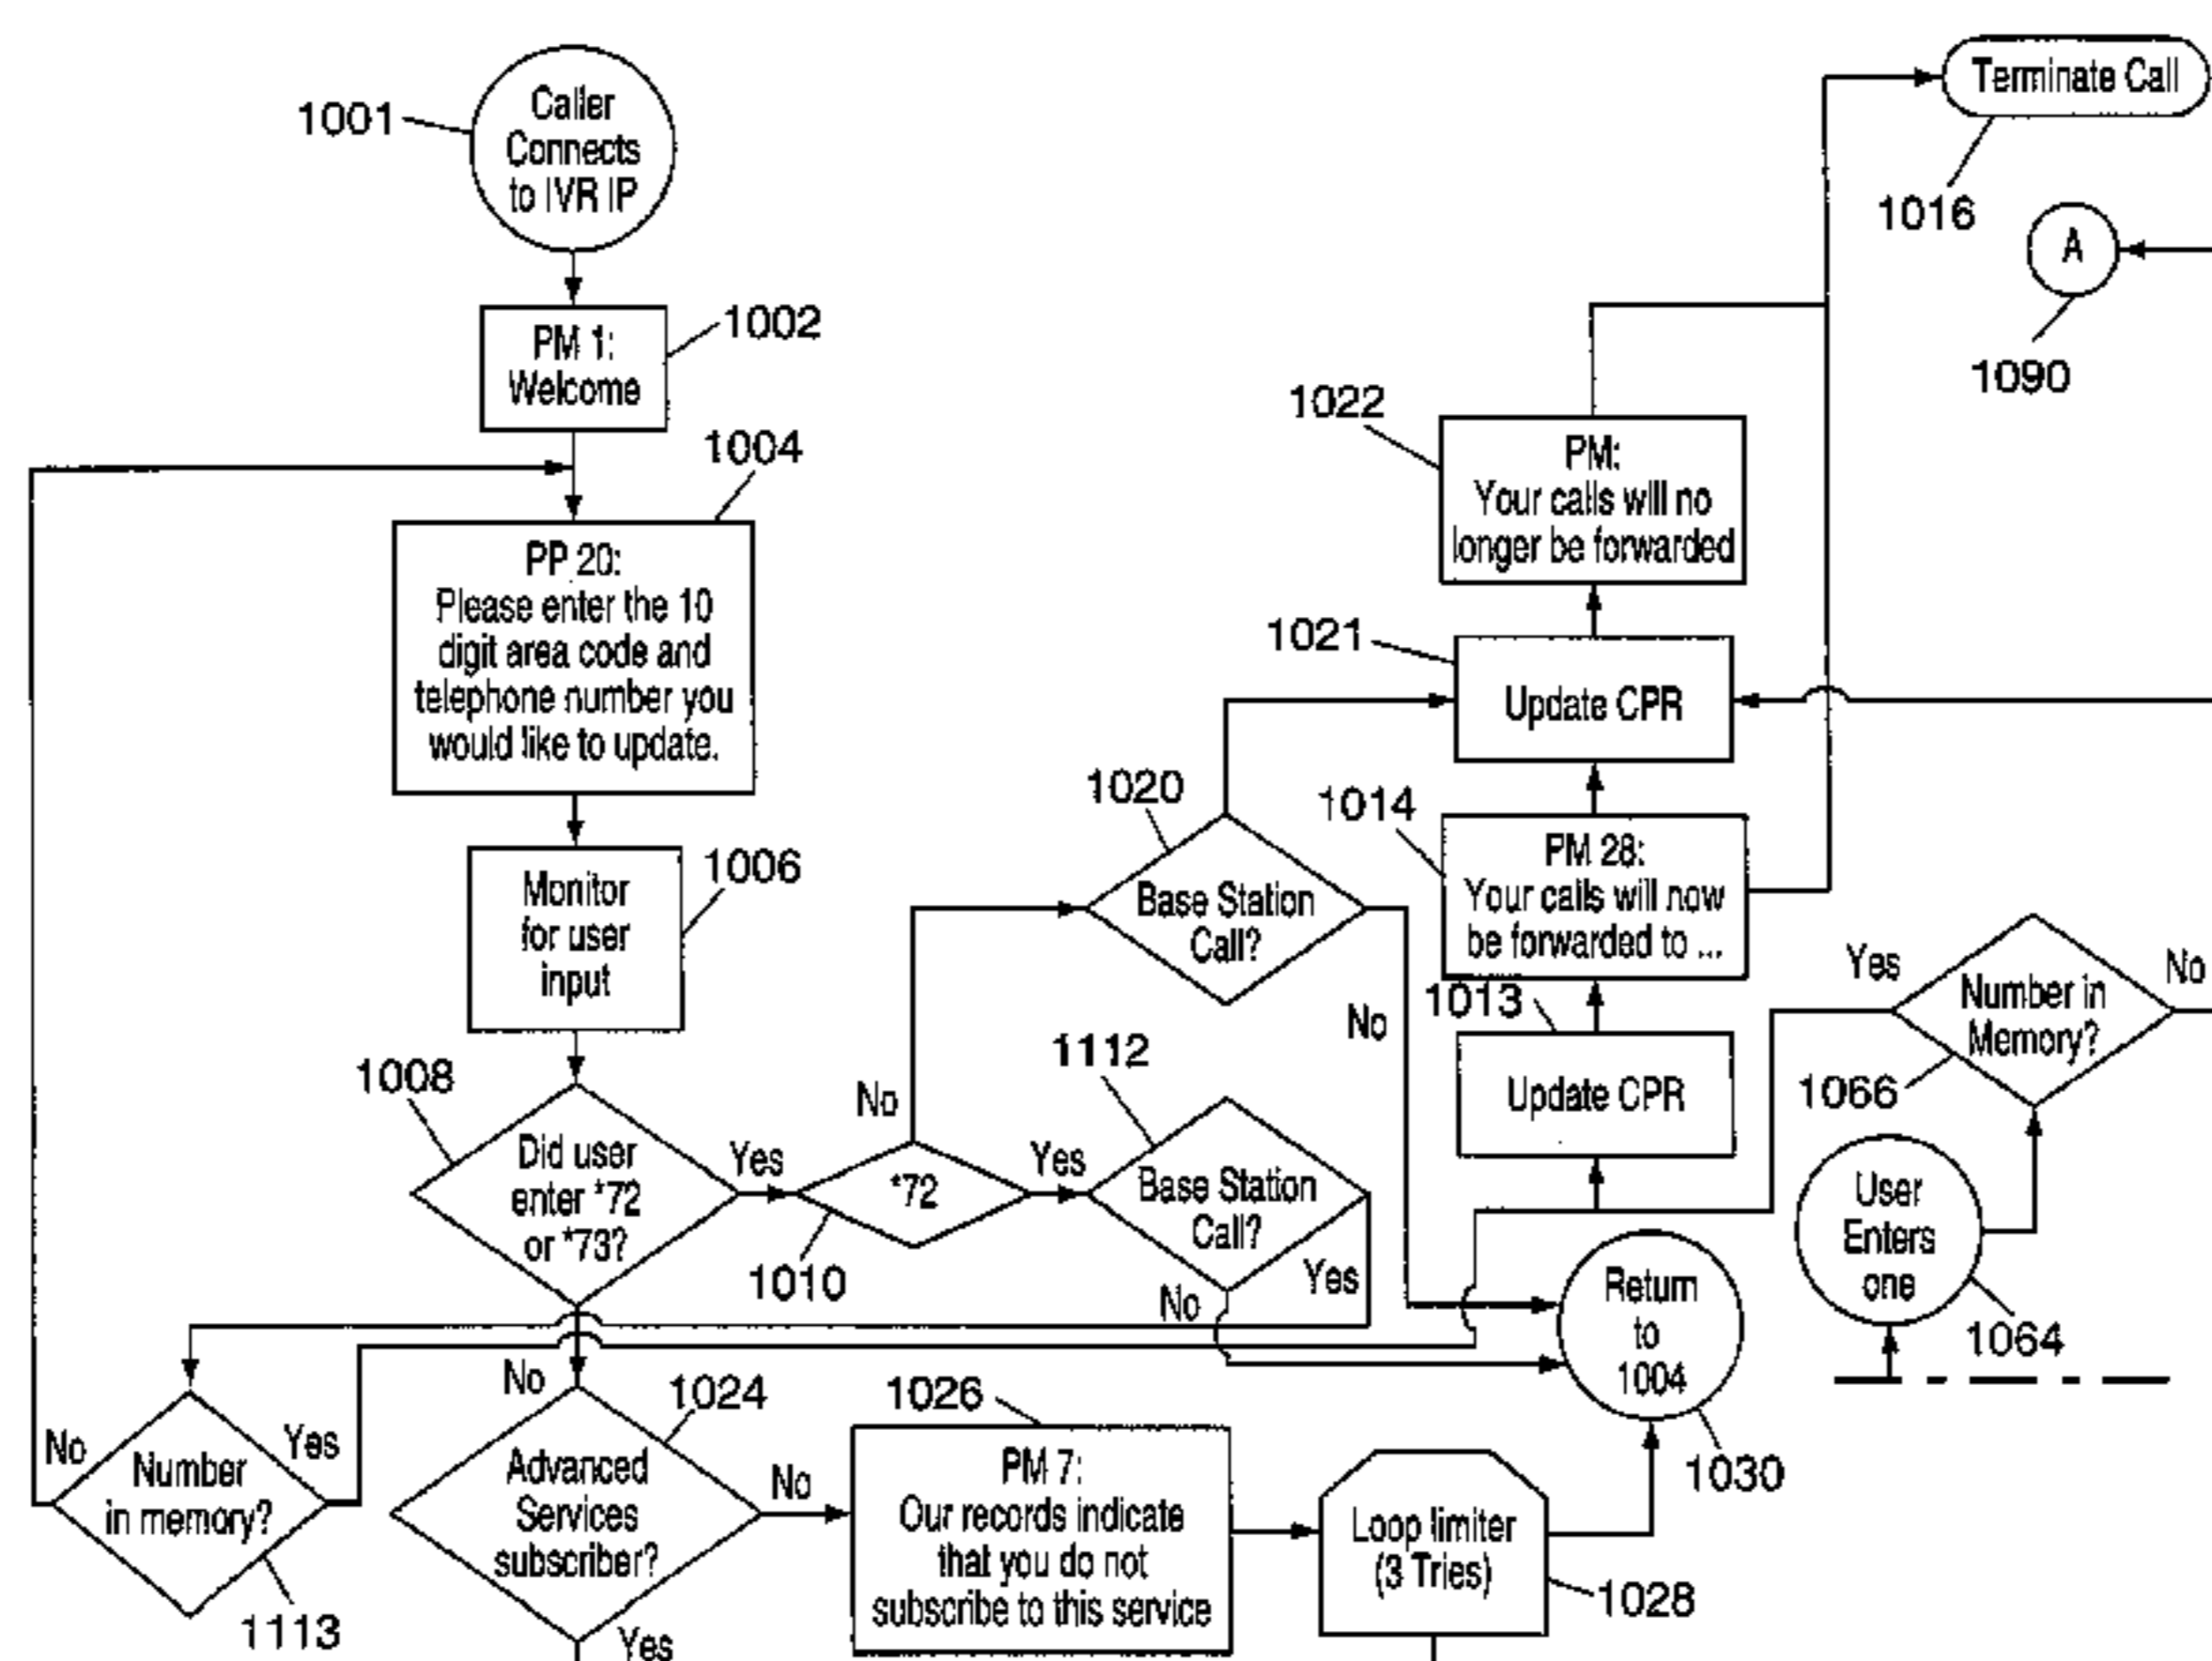 1001
Caller
Connects
to IVR IP
PM 1:
Welcome
1002
1004
PP 20:
Please enter the 10
digit area code and
telephone number you
would like to update.
Monitor
for user
input
1006
1008
Did user
enter *72
or *73?
Yes
*72
1010
No
Yes
1112
Base Station
Call?
No
Yes
1020
Base Station
Call?
No
Terminate Call
1016
A
1090
1022
PM:
Your calls will no
longer be forwarded
1021
Update CPR
1014
PM 28:
Your calls will now
be forwarded to ...
1013
Update CPR
Yes
No
Number in
Memory?
1066
User
Enters
one
1064
Return
to
1004
1030
No
Yes
Number
in memory?
1113
No
1024
Advanced
Services
subscriber?
No
Yes
1026
PM 7:
Our records indicate
that you do not
subscribe to this service
Loop limiter
(3 Tries)
1028